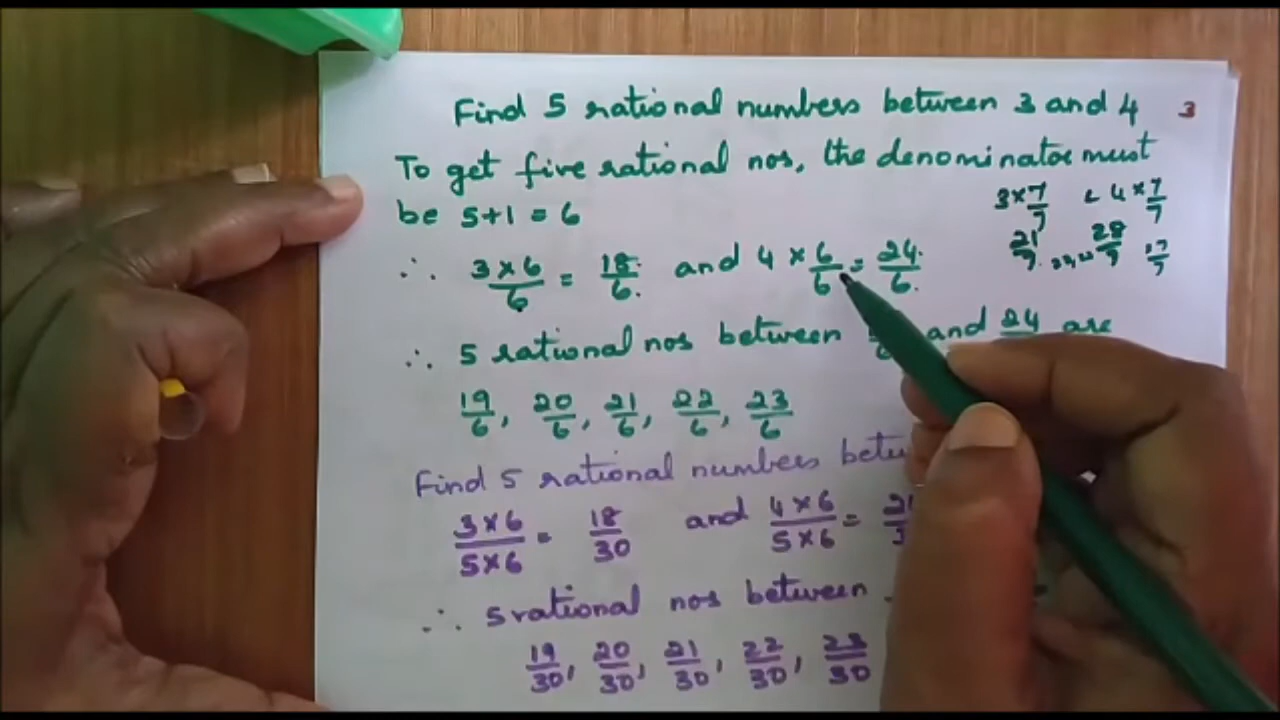 Find 5 rational numbers between 3 and 4
3
To get five rational nos, the denominator must
be 5+1 = 6
3×7/7 4×7/7
21/7 28/7
∴ 3×6/6 = 18/6 and 4 × 6/6 = 24/6
∴ 5 rational nos between and 24 are
19/6, 20/6, 21/6, 22/6, 23/6
Find 5 rational numbers
3×6/5×6 = 18/30 and 4×6/5×6 =
∴ 5 rational nos between
19/30, 20/30, 21/30, 22/30, 23/30